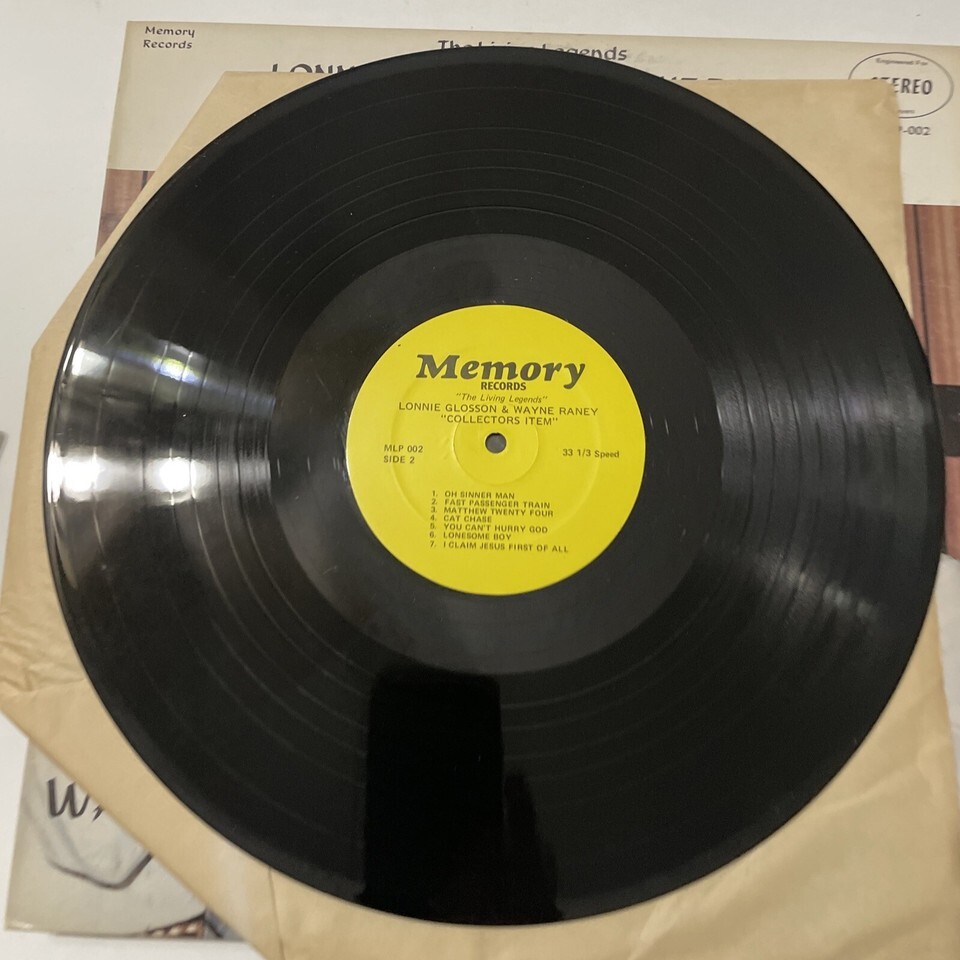 Memory
Records
The Living Legends
Engineered For
STEREO
-002
Memory
RECORDS
"The Living Legends"
LONNIE GLOSSON & WAYNE RANEY
"COLLECTORS ITEM"
MLP 002
SIDE 2
33 1/3 Speed
1. OH SINNER MAN
2. FAST PASSENGER TRAIN
3. MATTHEW TWENTY FOUR
4. CAT CHASE
5. YOU CAN'T HURRY GOD
6. LONESOME BOY
7. I CLAIM JESUS FIRST OF ALL